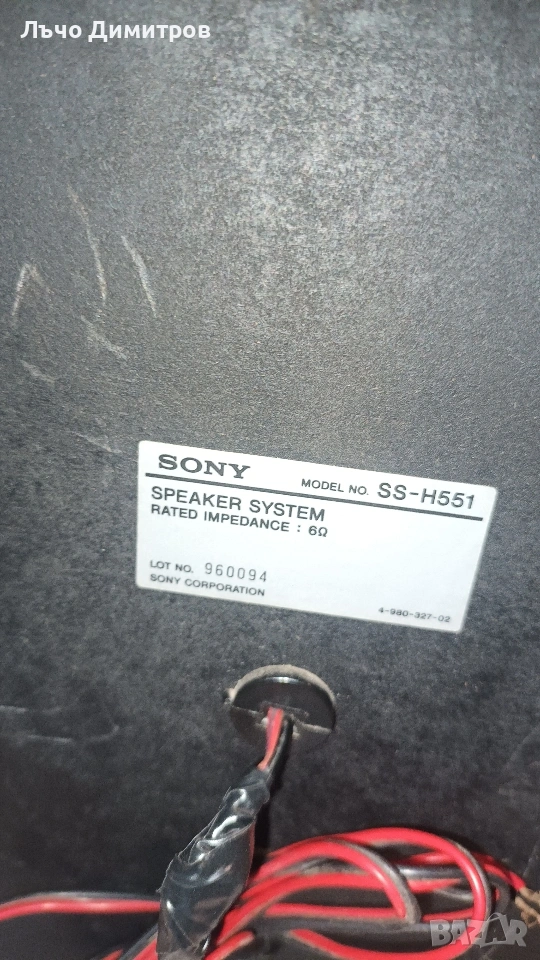 Лъчо Димитров
SONY MODEL NO. SS-H551
SPEAKER SYSTEM
RATED IMPEDANCE : 6Ω
LOT NO. 960094
SONY CORPORATION
4-980-327-02
BAZAR